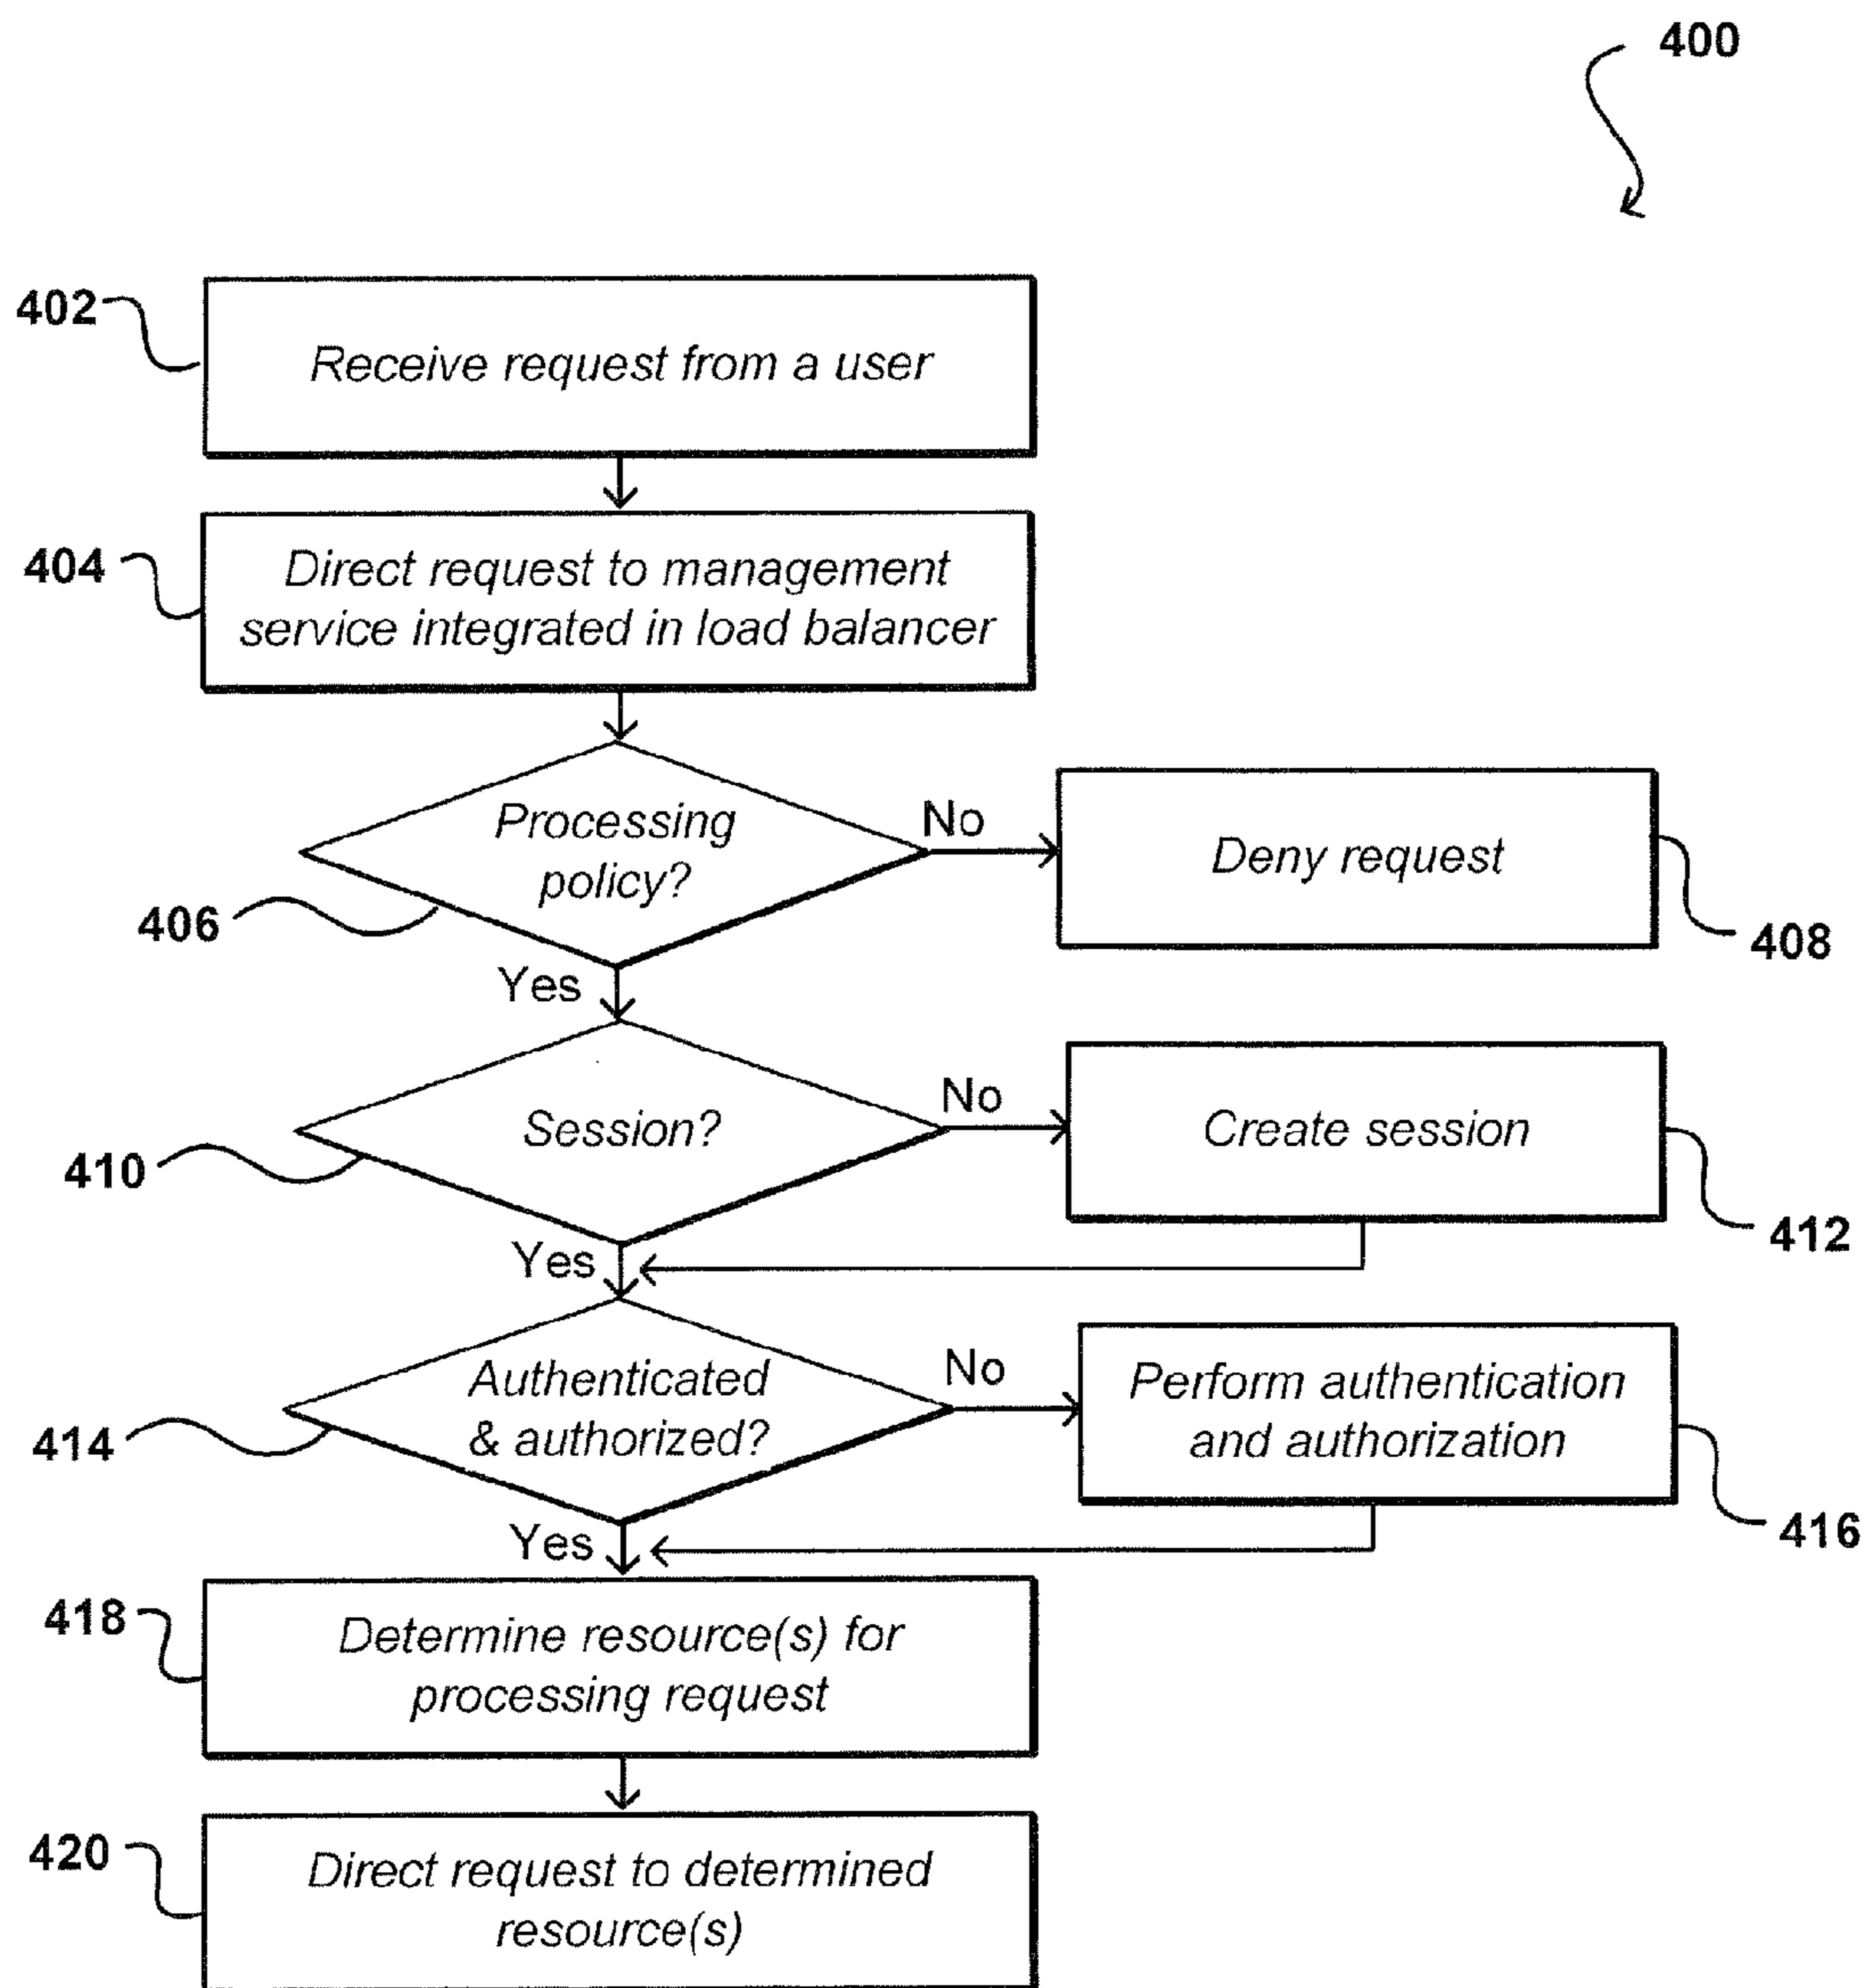 400
402
Receive request from a user
404
Direct request to management
service integrated in load balancer
Processing
policy?
No
Deny request
406
408
Yes
Session?
No
Create session
410
412
Yes
Authenticated
& authorized?
No
Perform authentication
and authorization
414
416
Yes
418
Determine resource(s) for
processing request
420
Direct request to determined
resource(s)